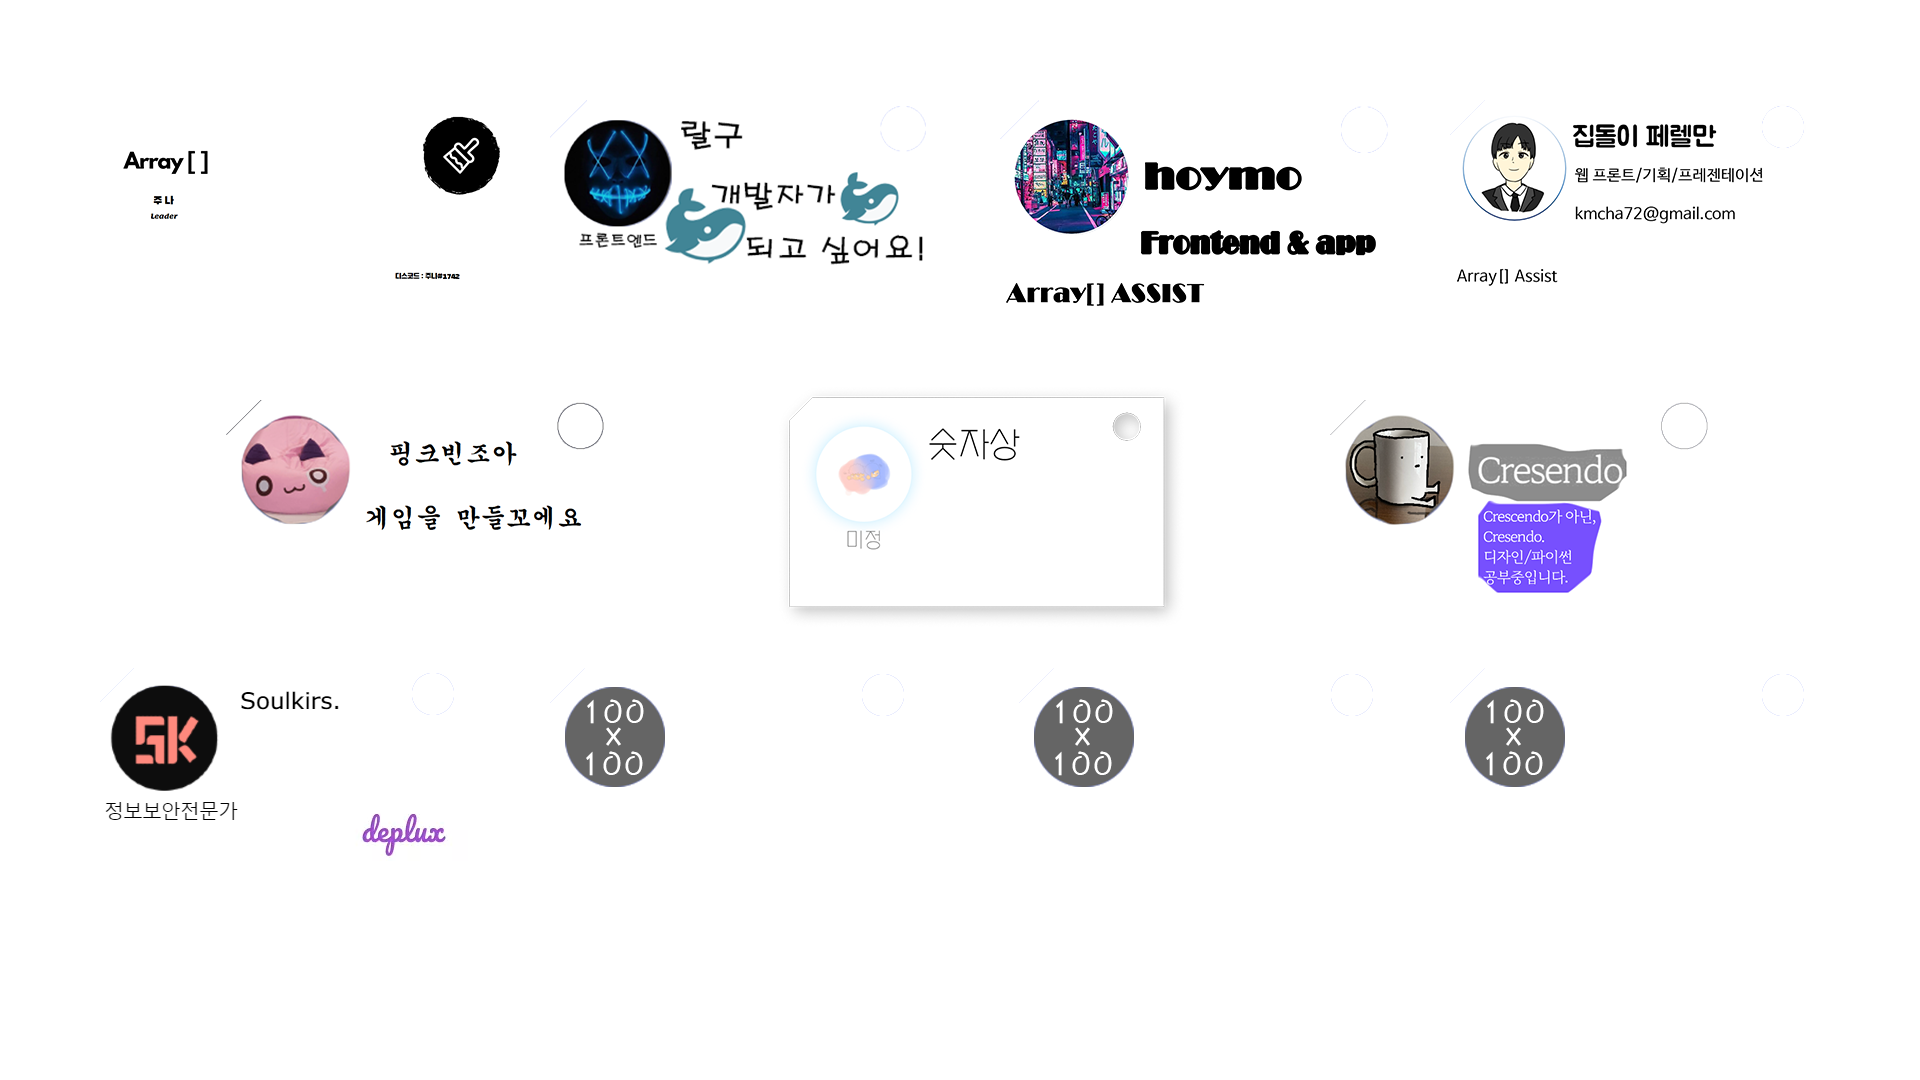 Array[]
주나
Leader
디스코드 : 주나#1742
랄구
개발자가
되고 싶어요!
프론트엔드
hoymo
Frontend & app
Array[] ASSIST
집돌이 페렐만
웹 프론트/기획/프레젠테이션
kmcha72@gmail.com
Array[] Assist
핑크빈조아
게임을 만들꼬에요
숫자상
미정
Cresendo
Crescendo가 아닌,
Cresendo.
디자인/파이썬
공부중입니다.
SK
Soulkirs.
정보보안전문가
deplux
100
X
100
100
X
100
100
X
100